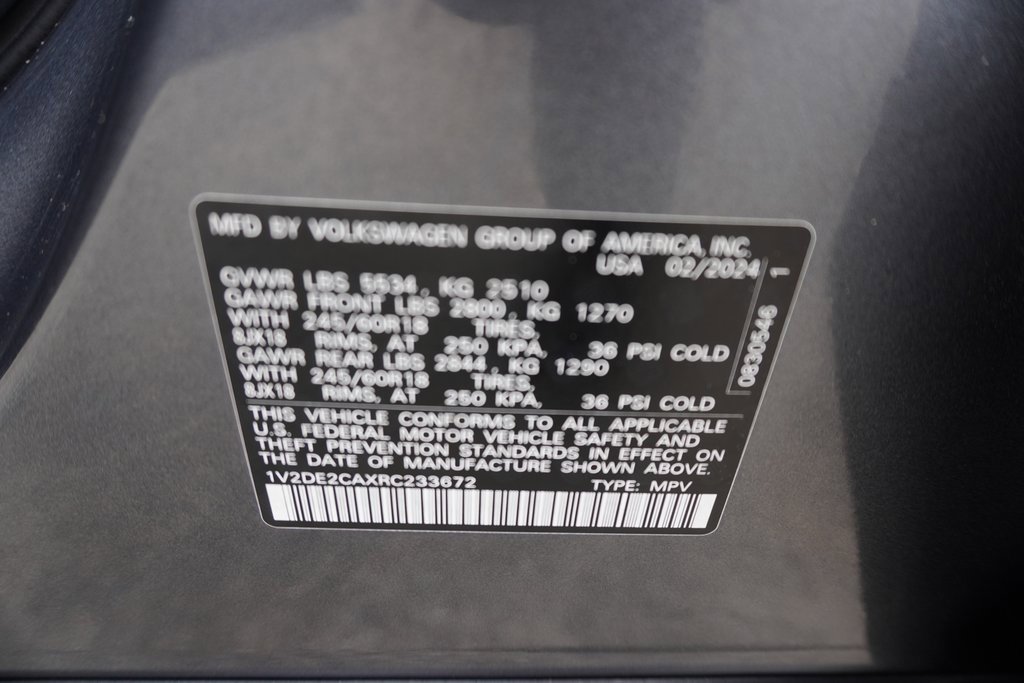 MFD BY VOLKSWAGEN GROUP OF AMERICA, INC.
USA 02/2024
GVWR LBS 5534, KG 2510
GAWR FRONT LBS 2800, KG 1270
WITH 245/60R18 TIRES,
8JX18 RIMS, AT 250 KPA, 36 PSI COLD
GAWR REAR LBS 2844, KG 1290
WITH 245/60R18 TIRES,
8JX18 RIMS, AT 250 KPA, 36 PSI COLD
THIS VEHICLE CONFORMS TO ALL APPLICABLE
U.S. FEDERAL MOTOR VEHICLE SAFETY AND
THEFT PREVENTION STANDARDS IN EFFECT ON
THE DATE OF MANUFACTURE SHOWN ABOVE.
1V2DE2CAXRC233672 TYPE: MPV
0830546 1